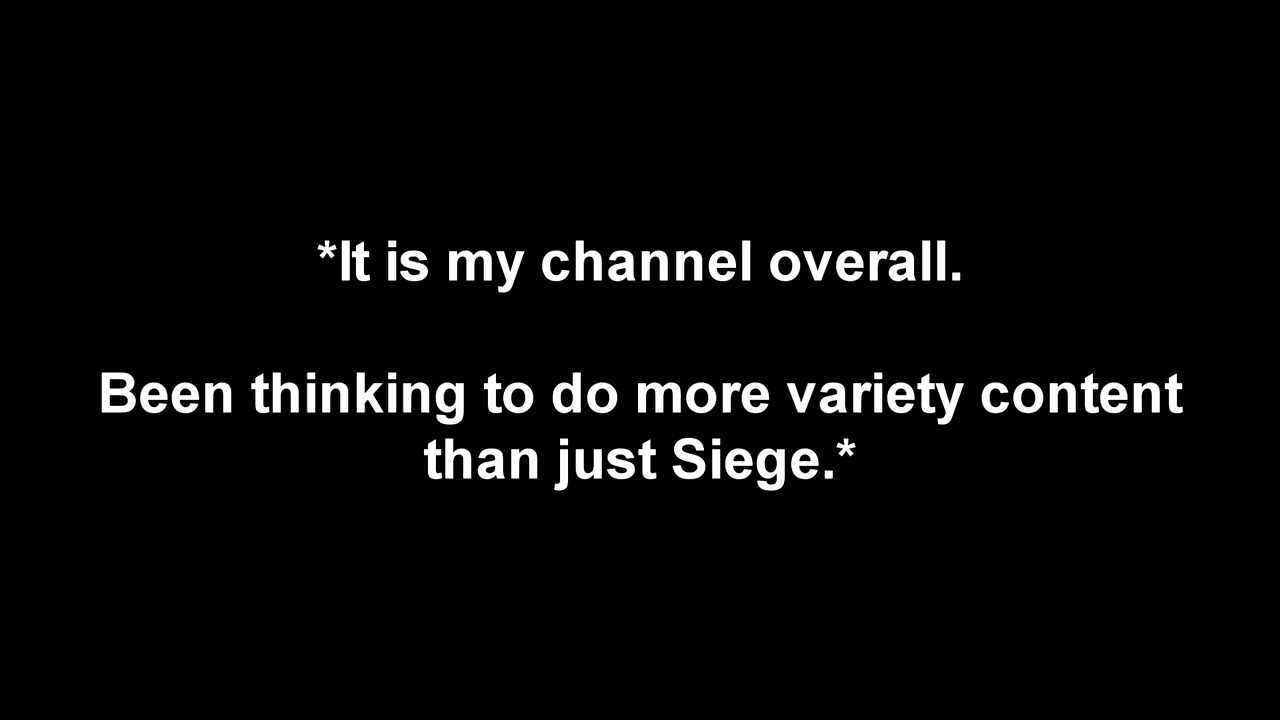 *It is my channel overall.
Been thinking to do more variety content
than just Siege.*